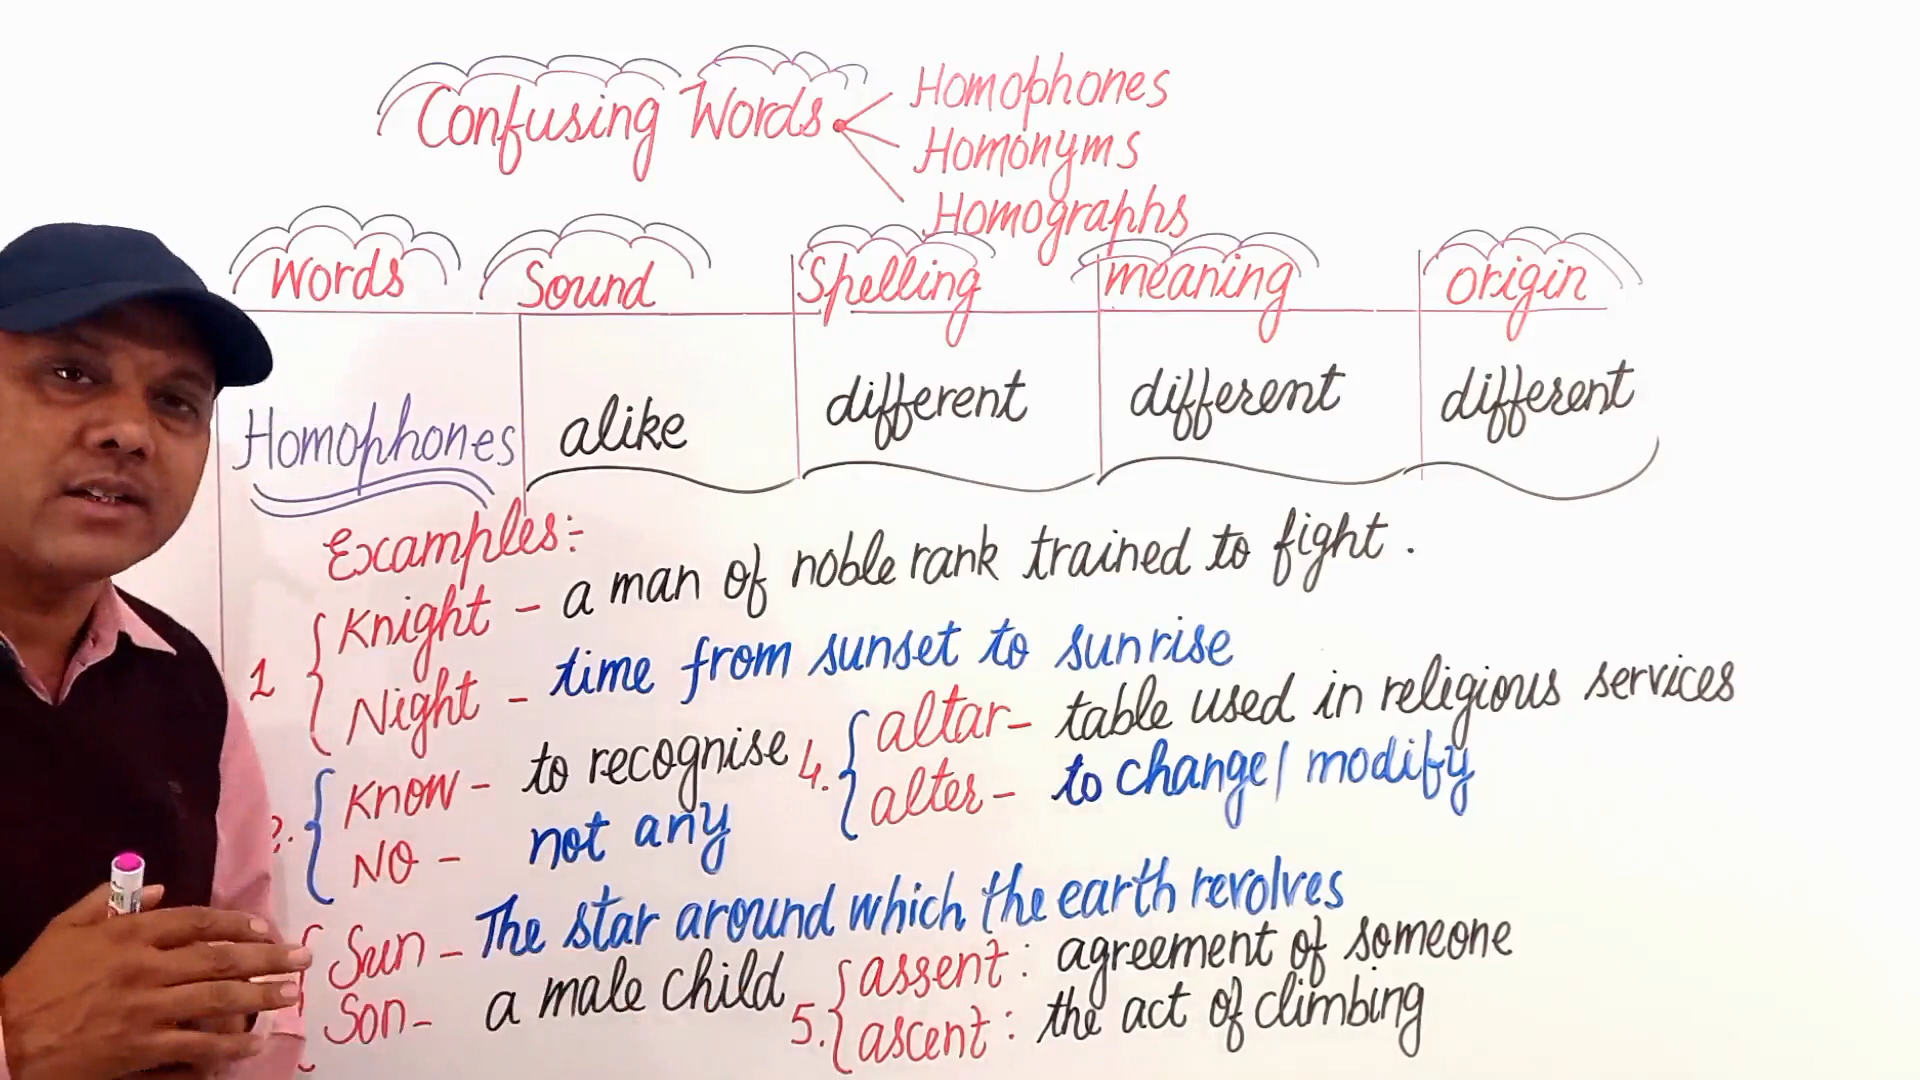 Confusing Words
Homophones
Homonyms
Homographs
Words Sound Spelling meaning origin
Homophones alike different different different
Examples:-
1 Knight - a man of noble rank trained to fight.
Night - time from sunset to sunrise
2. Know - to recognise
No - not any
Sun - The star around which the earth revolves
Son - a male child
4. altar - table used in religious services
alter - to change/modify
5. assent: agreement of someone
ascent: the act of climbing